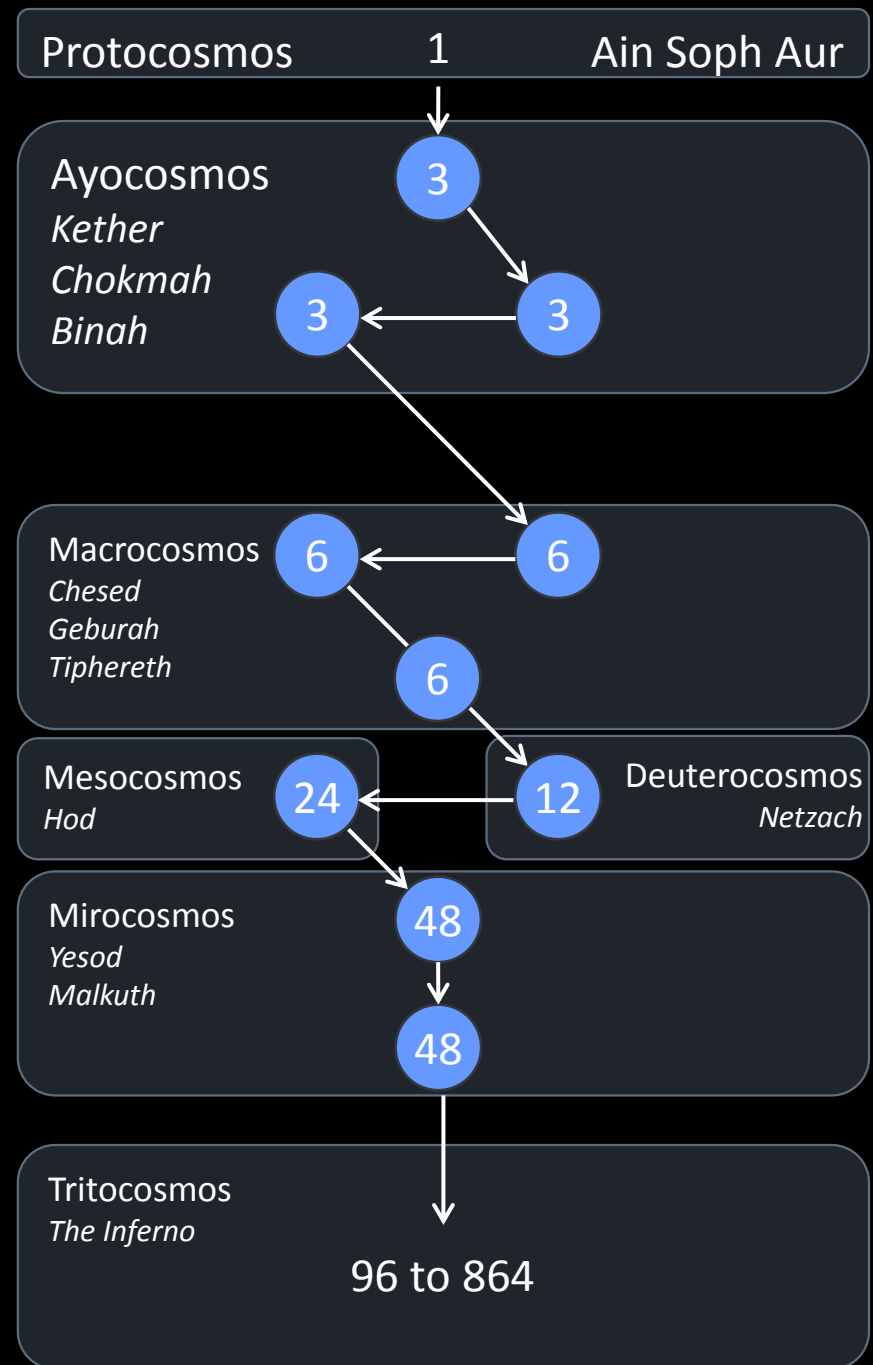 Protocosmos 1 Ain Soph Aur
Ayocosmos
Kether
Chokmah
Binah
3
3 3
Macrocosmos
Chesed
Geburah
Tiphereth
6 6
6
Mesocosmos
Hod
24
12
Deuterocosmos
Netzach
Mirocosmos
Yesod
Malkuth
48
48
Tritocosmos
The Inferno
96 to 864